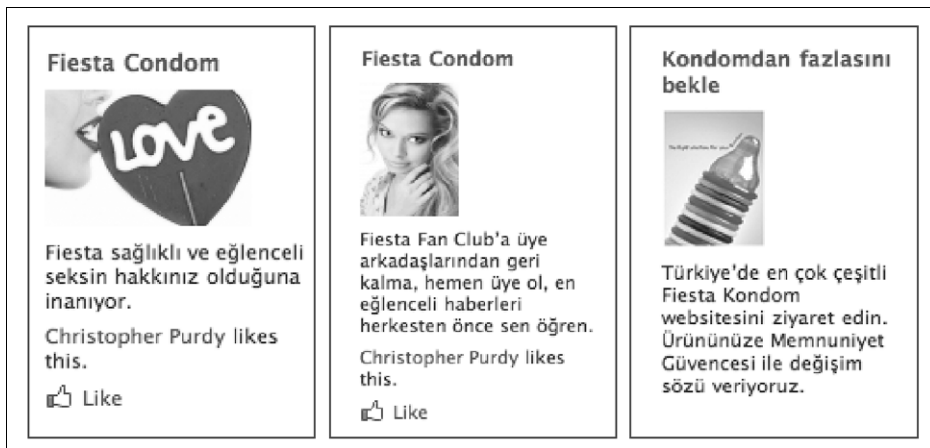 Fiesta Condom
LOVE
Fiesta sağlıklı ve eğlenceli
seksin hakkınız olduğuna
inanıyor.
Christopher Purdy likes
this.
Like
Fiesta Condom
Fiesta Fan Club'a üye
arkadaşlarından geri
kalma, hemen üye ol, en
eğlenceli haberleri
herkesten önce sen öğren.
Christopher Purdy likes
this.
Like
Kondomdan fazlasını
bekle
Türkiye'de en çok çeşitli
Fiesta Kondom
websitesini ziyaret edin.
Ürününüze Memnuniyet
Güvencesi ile değişim
sözü veriyoruz.